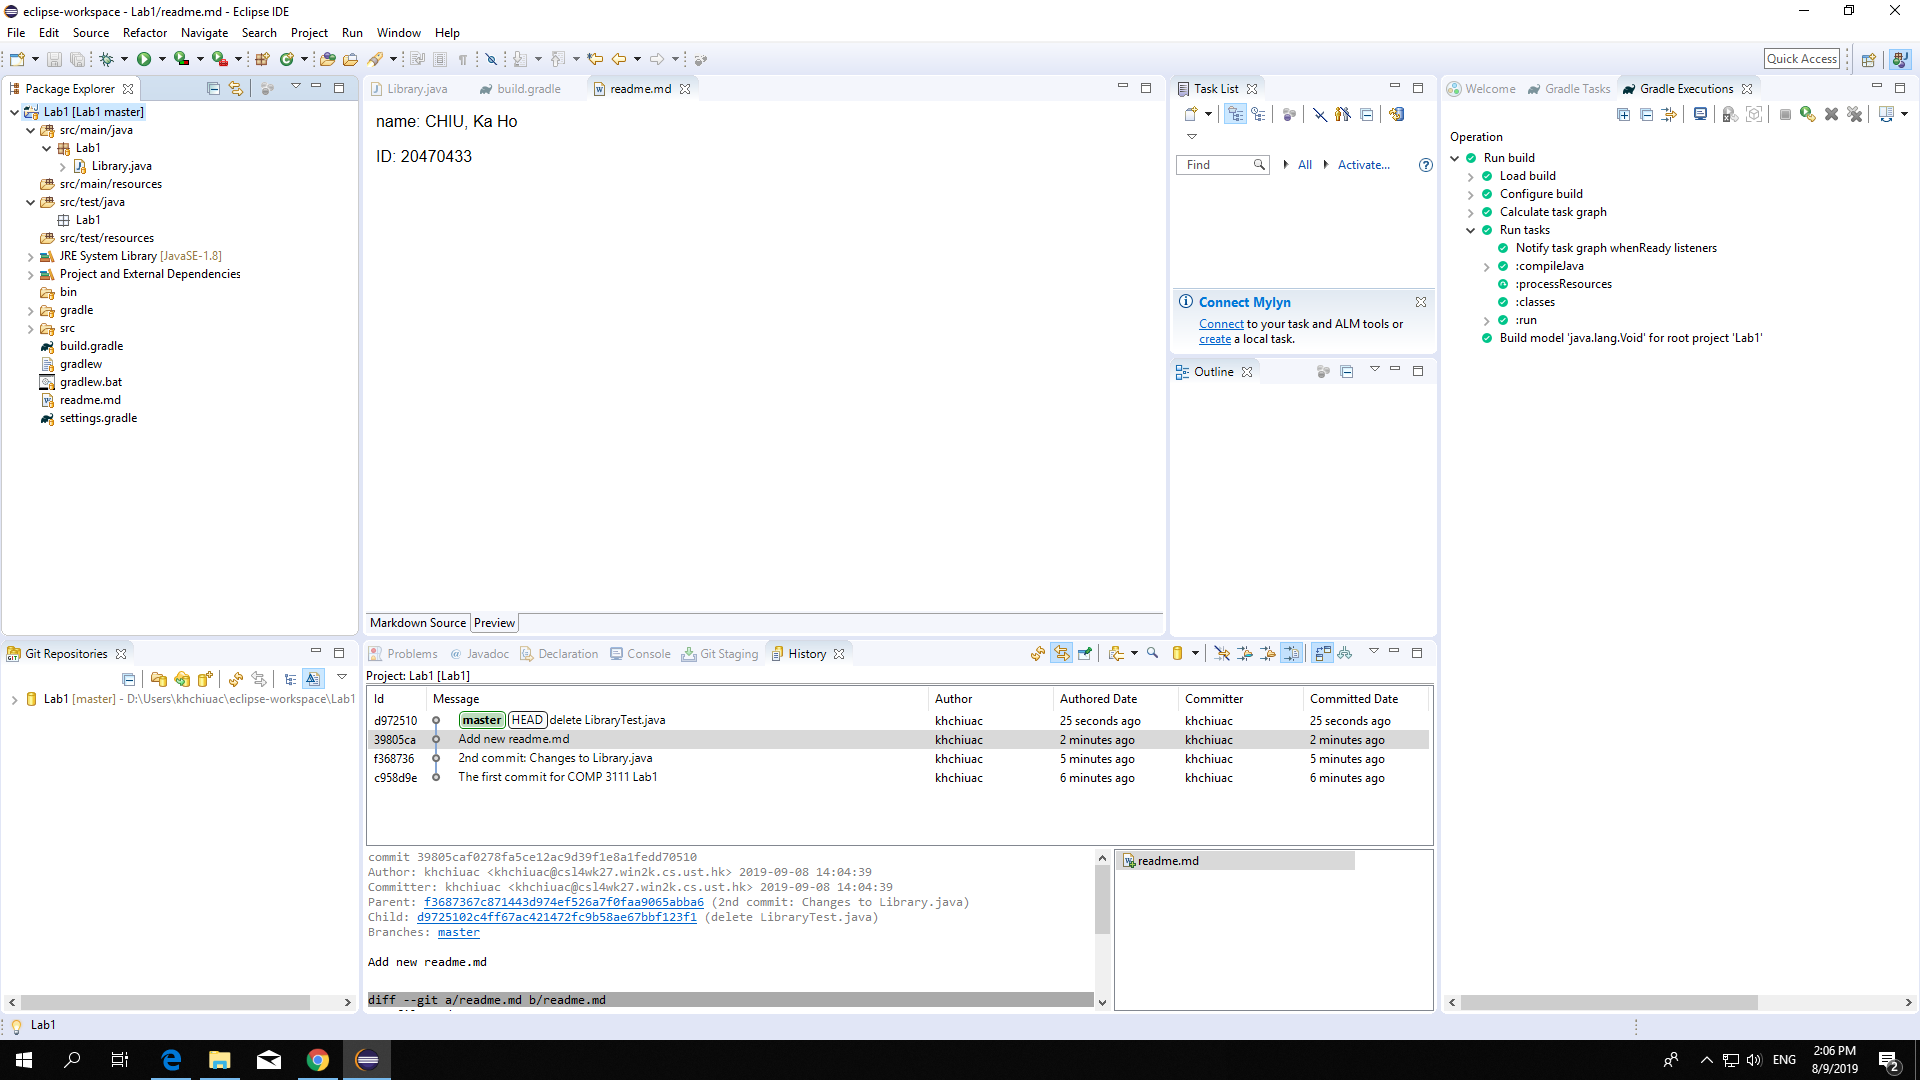 eclipse-workspace - Lab1/readme.md - Eclipse IDE
File Edit Source Refactor Navigate Search Project Run Window Help
Quick Access
Package Explorer
Lab1 [Lab1 master]
src/main/java
Lab1
Library.java
src/main/resources
src/test/java
Lab1
src/test/resources
JRE System Library [JavaSE-1.8]
Project and External Dependencies
bin
gradle
src
build.gradle
gradlew
gradlew.bat
readme.md
settings.gradle
Library.java build.gradle readme.md
name: CHIU, Ka Ho
ID: 20470433
Markdown Source Preview
Task List
Find All Activate...
Connect Mylyn
Connect to your task and ALM tools or
create a local task.
Outline
Welcome Gradle Tasks Gradle Executions
Operation
Run build
Load build
Configure build
Calculate task graph
Run tasks
Notify task graph whenReady listeners
:compileJava
:processResources
:classes
:run
Build model 'java.lang.Void' for root project 'Lab1'
Git Repositories
Lab1 [master] - D:\Users\khchiuac\eclipse-workspace\Lab1
Problems Javadoc Declaration Console Git Staging History
Project: Lab1 [Lab1]
Id Message Author Authored Date Committer Committed Date
d972510 master HEAD delete LibraryTest.java khchiuac 25 seconds ago khchiuac 25 seconds ago
39805ca Add new readme.md khchiuac 2 minutes ago khchiuac 2 minutes ago
f368736 2nd commit: Changes to Library.java khchiuac 5 minutes ago khchiuac 5 minutes ago
c958d9e The first commit for COMP 3111 Lab1 khchiuac 6 minutes ago khchiuac 6 minutes ago
commit 39805caf0278fa5ce12ac9d39f1e8a1fedd70510
Author: khchiuac <khchiuac@csl4wk27.win2k.cs.ust.hk> 2019-09-08 14:04:39
Committer: khchiuac <khchiuac@csl4wk27.win2k.cs.ust.hk> 2019-09-08 14:04:39
Parent: f3687367c871443d974ef526a7f0faa9065abba6 (2nd commit: Changes to Library.java)
Child: d9725102c4ff67ac421472fc9b58ae67bbf123f1 (delete LibraryTest.java)
Branches: master
Add new readme.md
diff --git a/readme.md b/readme.md
readme.md
Lab1
ENG
2:06 PM
8/9/2019
2